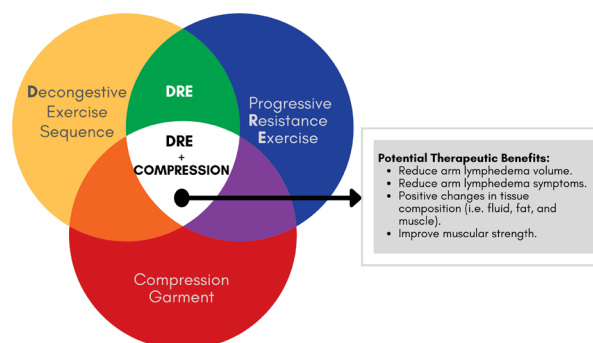 Decongestive
Exercise
Sequence
DRE
Progressive
Resistance
Exercise
DRE
+
COMPRESSION
Compression
Garment
Potential Therapeutic Benefits:
• Reduce arm lymphedema volume.
• Reduce arm lymphedema symptoms.
• Positive changes in tissue
composition (i.e. fluid, fat, and
muscle).
• Improve muscular strength.